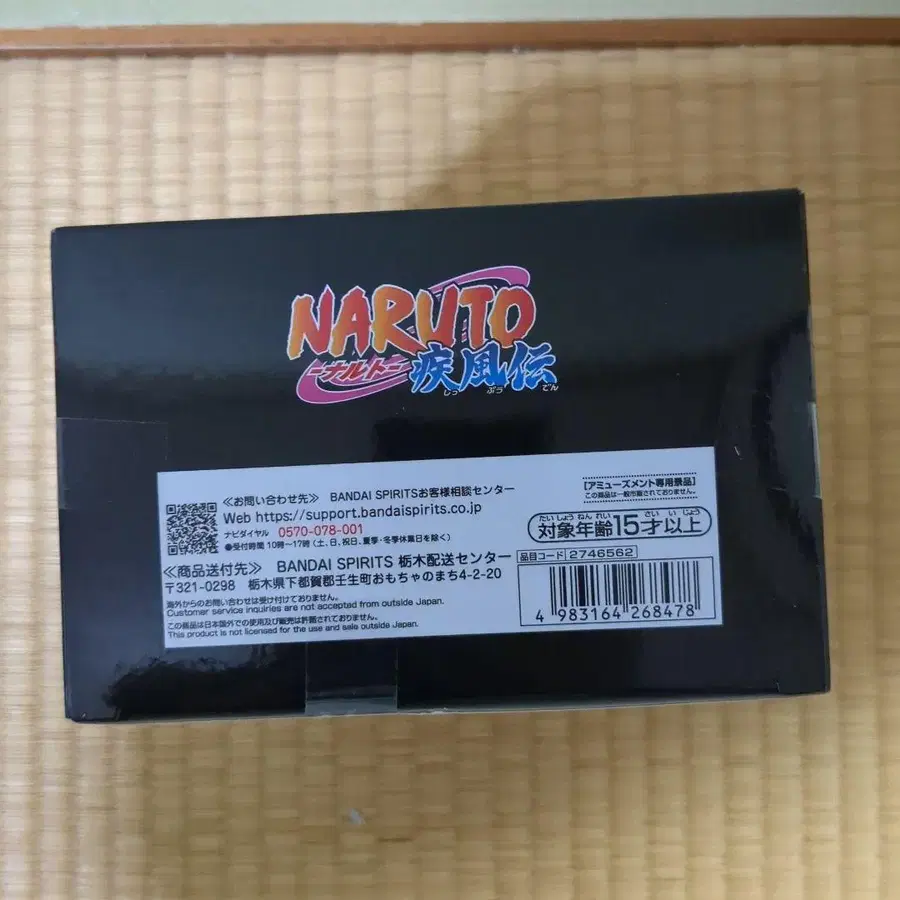 NARUTO
ーナルトー
疾風伝
しっ ぷう でん
≪お問い合わせ先≫ BANDAI SPIRITSお客様相談センター
Web https://support.bandaispirits.co.jp
ナビダイヤル 0570-078-001
●受付時間 10時~17時(土、日、祝日、夏季・冬季休業日を除く)
≪商品送付先≫ BANDAI SPIRITS 栃木配送センター
〒321-0298 栃木県下都賀郡壬生町おもちゃのまち4-2-20
海外からのお問い合わせは受け付けておりません。
Customer service inquiries are not accepted from outside Japan.
この商品は日本国外での使用及び販売は許諾されておりません。
This product is not licensed for the use and sale outside Japan.
【アミューズメント専用景品】
この商品は一般市販されておりません。
たい しょう ねん れい さい い じょう
対象年齢15才以上
品目コード 2746562
4 983164 268478